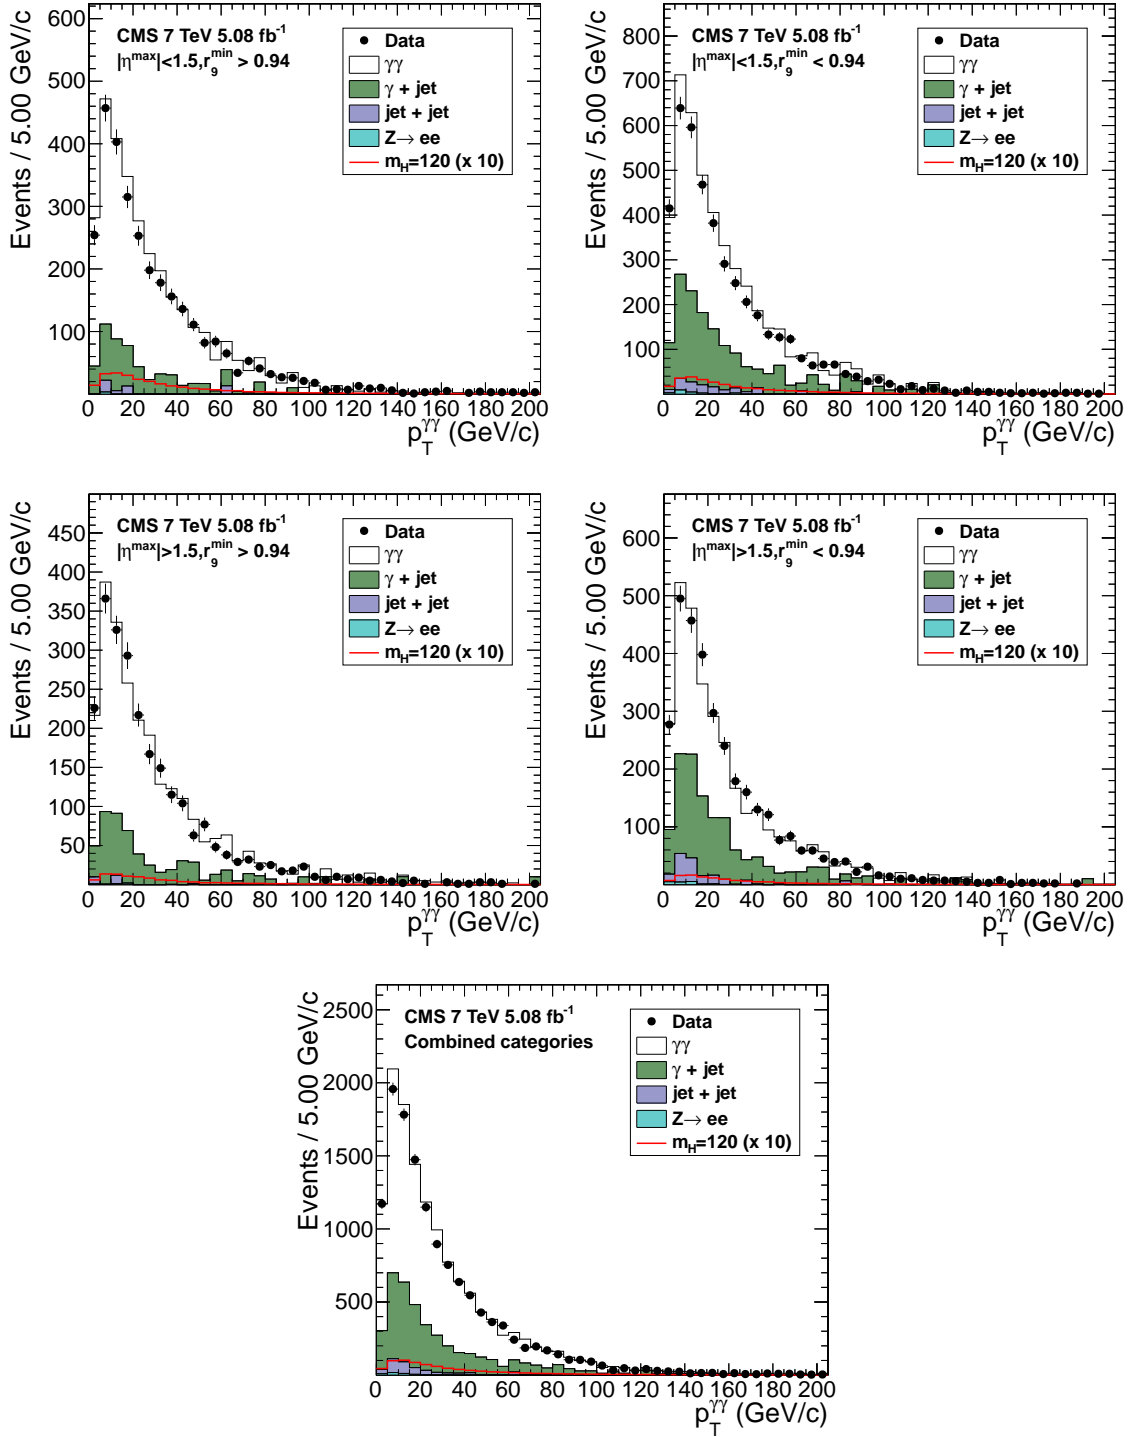 Events / 5.00 GeV/c
600
500
400
300
200
100
CMS 7 TeV 5.08 fb⁻¹
|η^max|<1.5,r_9^min > 0.94
Data
γγ
γ + jet
jet + jet
Z→ ee
m_H=120 (x 10)
0 20 40 60 80 100 120 140 160 180 200
p_T^γγ (GeV/c)
Events / 5.00 GeV/c
800
700
600
500
400
300
200
100
CMS 7 TeV 5.08 fb⁻¹
|η^max|<1.5,r_9^min < 0.94
Data
γγ
γ + jet
jet + jet
Z→ ee
m_H=120 (x 10)
0 20 40 60 80 100 120 140 160 180 200
p_T^γγ (GeV/c)
Events / 5.00 GeV/c
450
400
350
300
250
200
150
100
50
CMS 7 TeV 5.08 fb⁻¹
|η^max|>1.5,r_9^min > 0.94
Data
γγ
γ + jet
jet + jet
Z→ ee
m_H=120 (x 10)
0 20 40 60 80 100 120 140 160 180 200
p_T^γγ (GeV/c)
Events / 5.00 GeV/c
600
500
400
300
200
100
CMS 7 TeV 5.08 fb⁻¹
|η^max|>1.5,r_9^min < 0.94
Data
γγ
γ + jet
jet + jet
Z→ ee
m_H=120 (x 10)
0 20 40 60 80 100 120 140 160 180 200
p_T^γγ (GeV/c)
Events / 5.00 GeV/c
2500
2000
1500
1000
500
CMS 7 TeV 5.08 fb⁻¹
Combined categories
Data
γγ
γ + jet
jet + jet
Z→ ee
m_H=120 (x 10)
0 20 40 60 80 100 120 140 160 180 200
p_T^γγ (GeV/c)